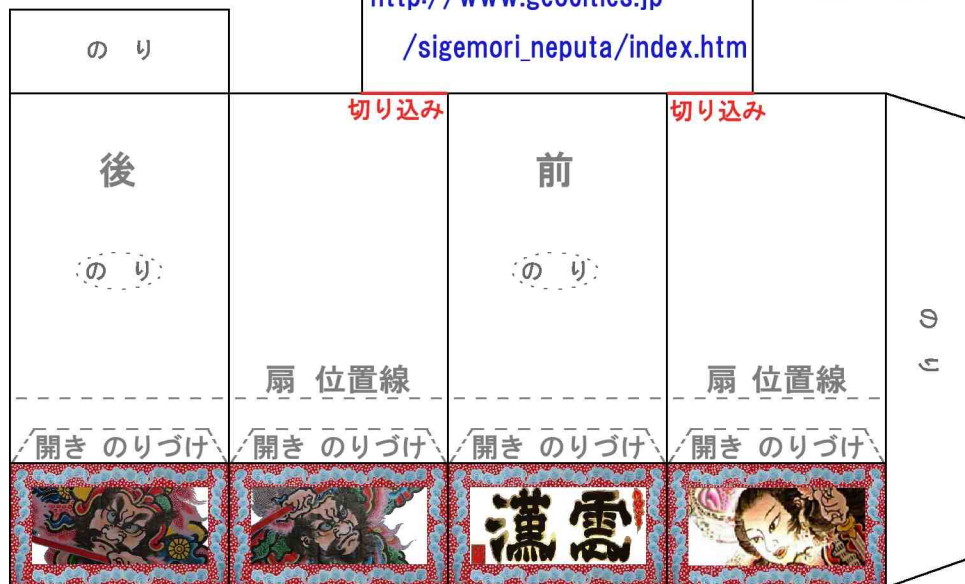 http://www.geocities.jp
/sigemori_neputa/index.htm
の り
切り込み
切り込み
後
前
の り
の り
の り
扇 位置線
扇 位置線
開き のりづけ
開き のりづけ
開き のりづけ
開き のりづけ
漢雲